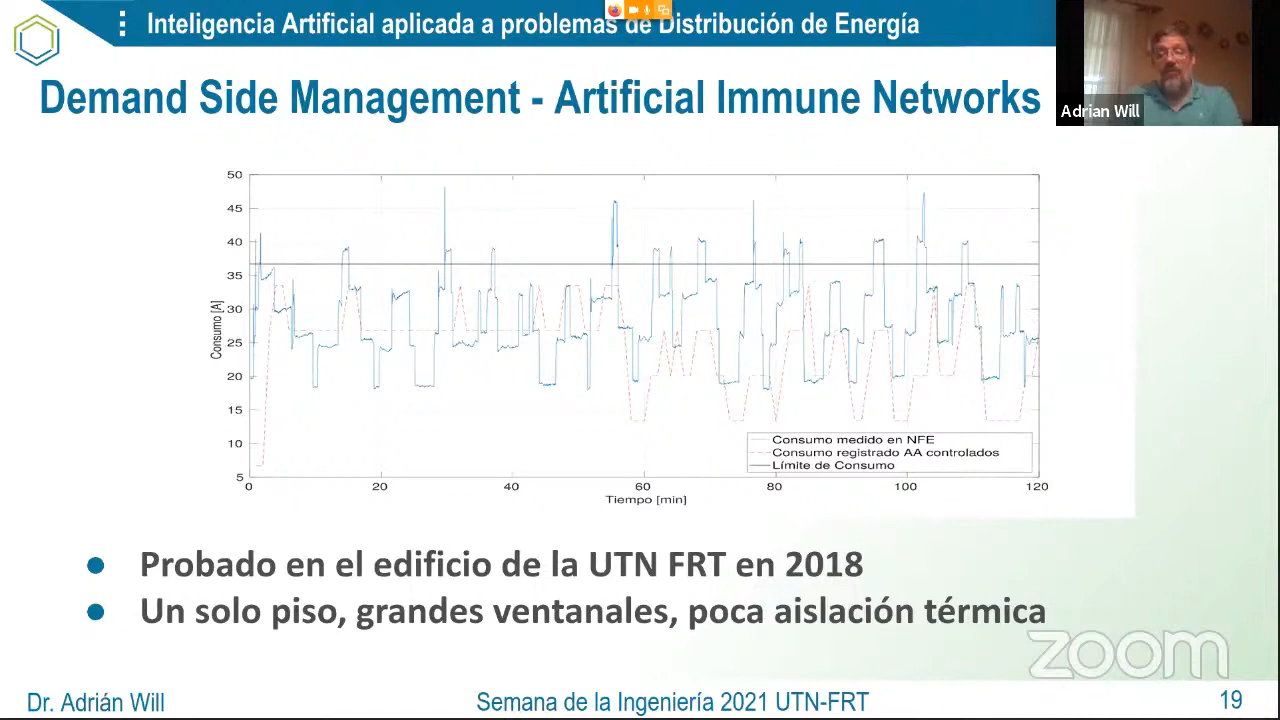 Inteligencia Artificial aplicada a problemas de Distribución de Energía
Demand Side Management - Artificial Immune Networks
Adrian Will
50
45
40
35
30
25
20
15
10
5
Consumo [A]
0
20
40
60
80
100
120
Tiempo [min]
Consumo medido en NFE
Consumo registrado AA controlados
Límite de Consumo
● Probado en el edificio de la UTN FRT en 2018
● Un solo piso, grandes ventanales, poca aislación térmica
zoom
Dr. Adrián Will
Semana de la Ingeniería 2021 UTN-FRT
19